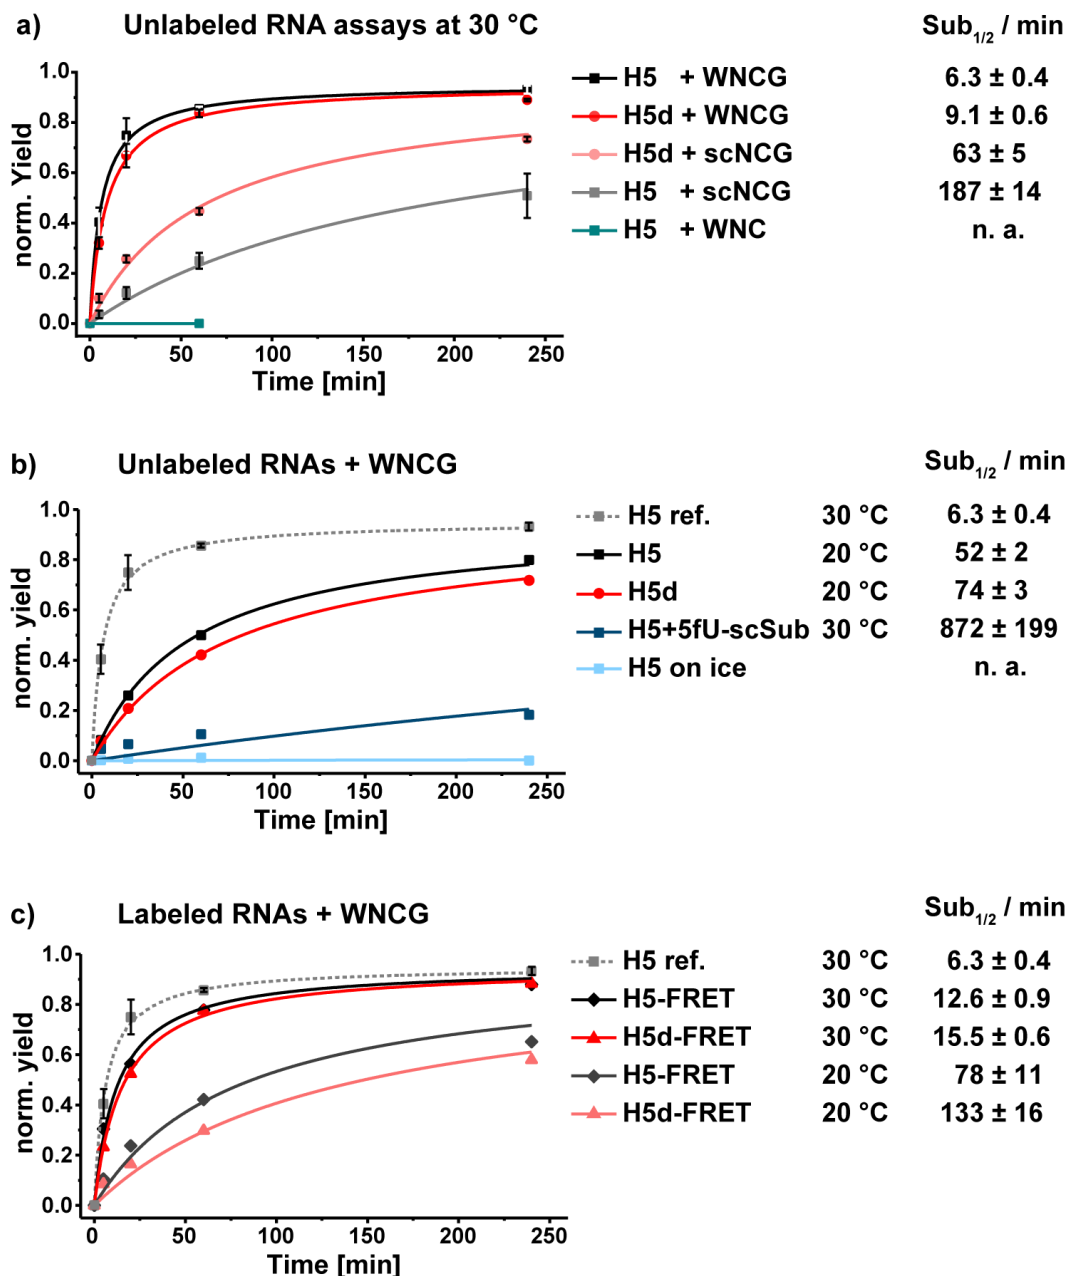 a) Unlabeled RNA assays at 30 °C Sub1/2 / min
1.0
0.8
0.6
0.4
0.2
0.0
norm. Yield
0 50 100 150 200 250
Time [min]
H5 + WNCG 6.3 ± 0.4
H5d + WNCG 9.1 ± 0.6
H5d + scNCG 63 ± 5
H5 + scNCG 187 ± 14
H5 + WNC n. a.
b) Unlabeled RNAs + WNCG Sub1/2 / min
1.0
0.8
0.6
0.4
0.2
0.0
norm. yield
0 50 100 150 200 250
Time [min]
H5 ref. 30 °C 6.3 ± 0.4
H5 20 °C 52 ± 2
H5d 20 °C 74 ± 3
H5+5fU-scSub 30 °C 872 ± 199
H5 on ice n. a.
c) Labeled RNAs + WNCG Sub1/2 / min
1.0
0.8
0.6
0.4
0.2
0.0
norm. yield
0 50 100 150 200 250
Time [min]
H5 ref. 30 °C 6.3 ± 0.4
H5-FRET 30 °C 12.6 ± 0.9
H5d-FRET 30 °C 15.5 ± 0.6
H5-FRET 20 °C 78 ± 11
H5d-FRET 20 °C 133 ± 16